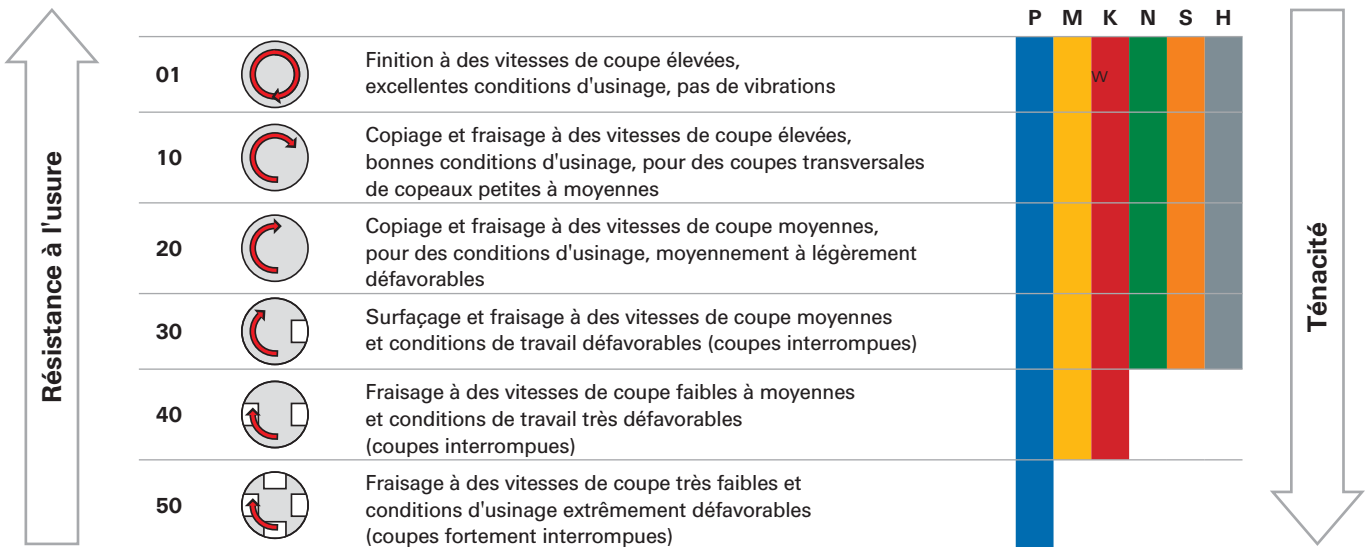 P M K N S H
Résistance à l'usure
01
Finition à des vitesses de coupe élevées,
excellentes conditions d'usinage, pas de vibrations
W
10
Copiage et fraisage à des vitesses de coupe élevées,
bonnes conditions d'usinage, pour des coupes transversales
de copeaux petites à moyennes
20
Copiage et fraisage à des vitesses de coupe moyennes,
pour des conditions d'usinage, moyennement à légèrement
défavorables
30
Surfaçage et fraisage à des vitesses de coupe moyennes
et conditions de travail défavorables (coupes interrompues)
40
Fraisage à des vitesses de coupe faibles à moyennes
et conditions de travail très défavorables
(coupes interrompues)
50
Fraisage à des vitesses de coupe très faibles et
conditions d'usinage extrêmement défavorables
(coupes fortement interrompues)
Ténacité